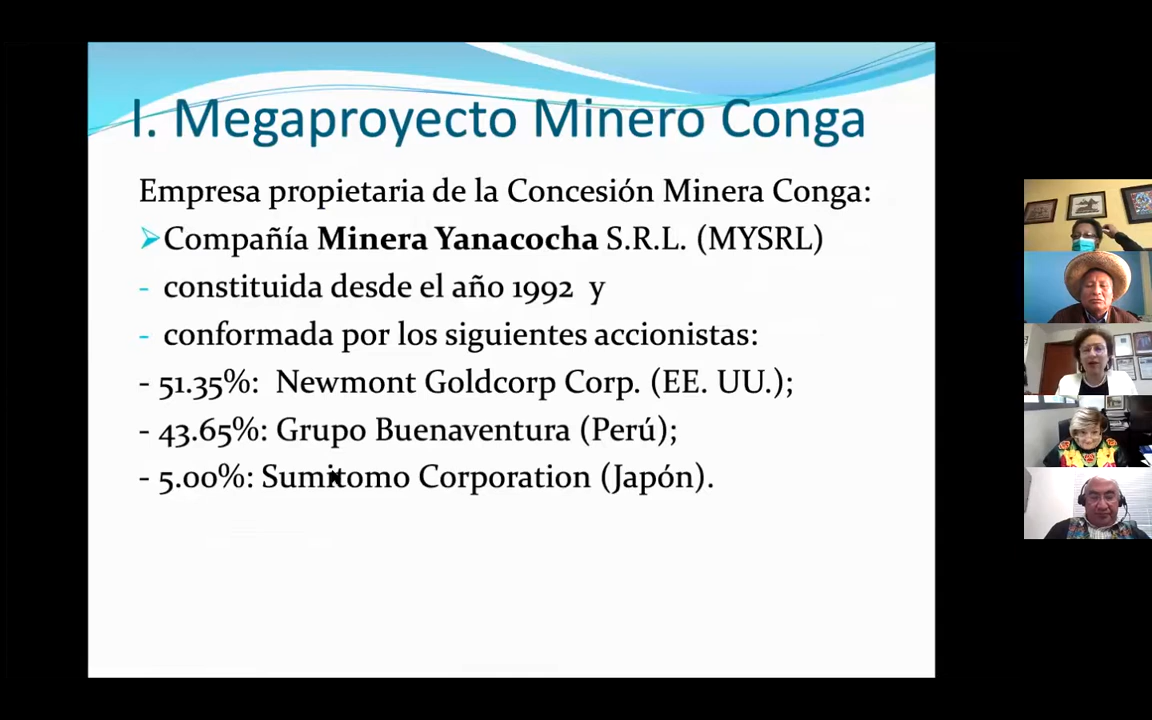 I. Megaproyecto Minero Conga
Empresa propietaria de la Concesión Minera Conga:
Compañía Minera Yanacocha S.R.L. (MYSRL)
- constituida desde el año 1992 y
- conformada por los siguientes accionistas:
- 51.35%: Newmont Goldcorp Corp. (EE. UU.);
- 43.65%: Grupo Buenaventura (Perú);
- 5.00%: Sumitomo Corporation (Japón).